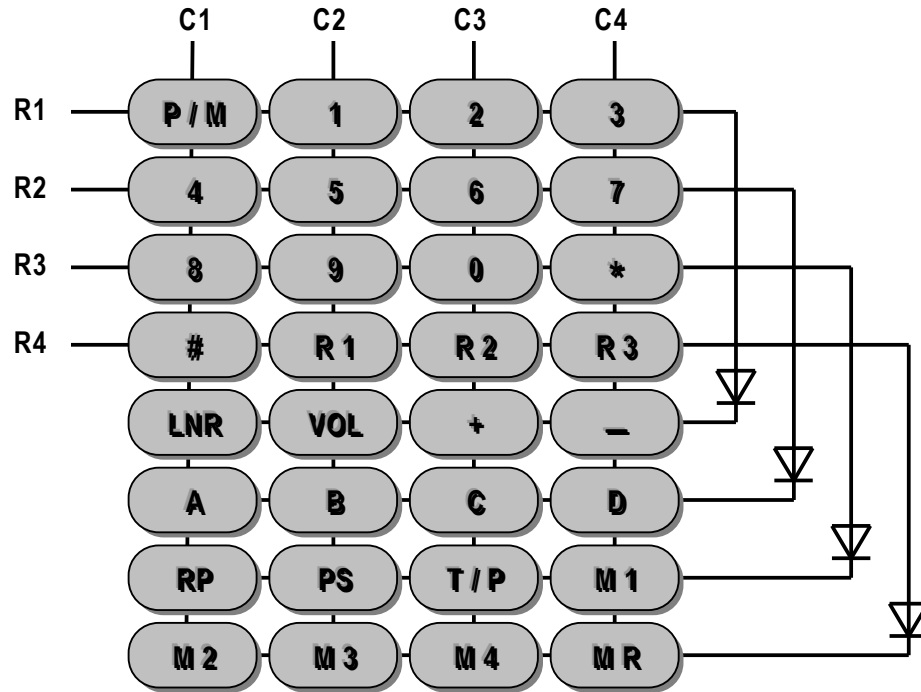 C1 C2 C3 C4
R1 P / M 1 2 3
R2 4 5 6 7
R3 8 9 0 *
R4 # R 1 R 2 R 3
LNR VOL + –
A B C D
RP PS T / P M 1
M 2 M 3 M 4 M R